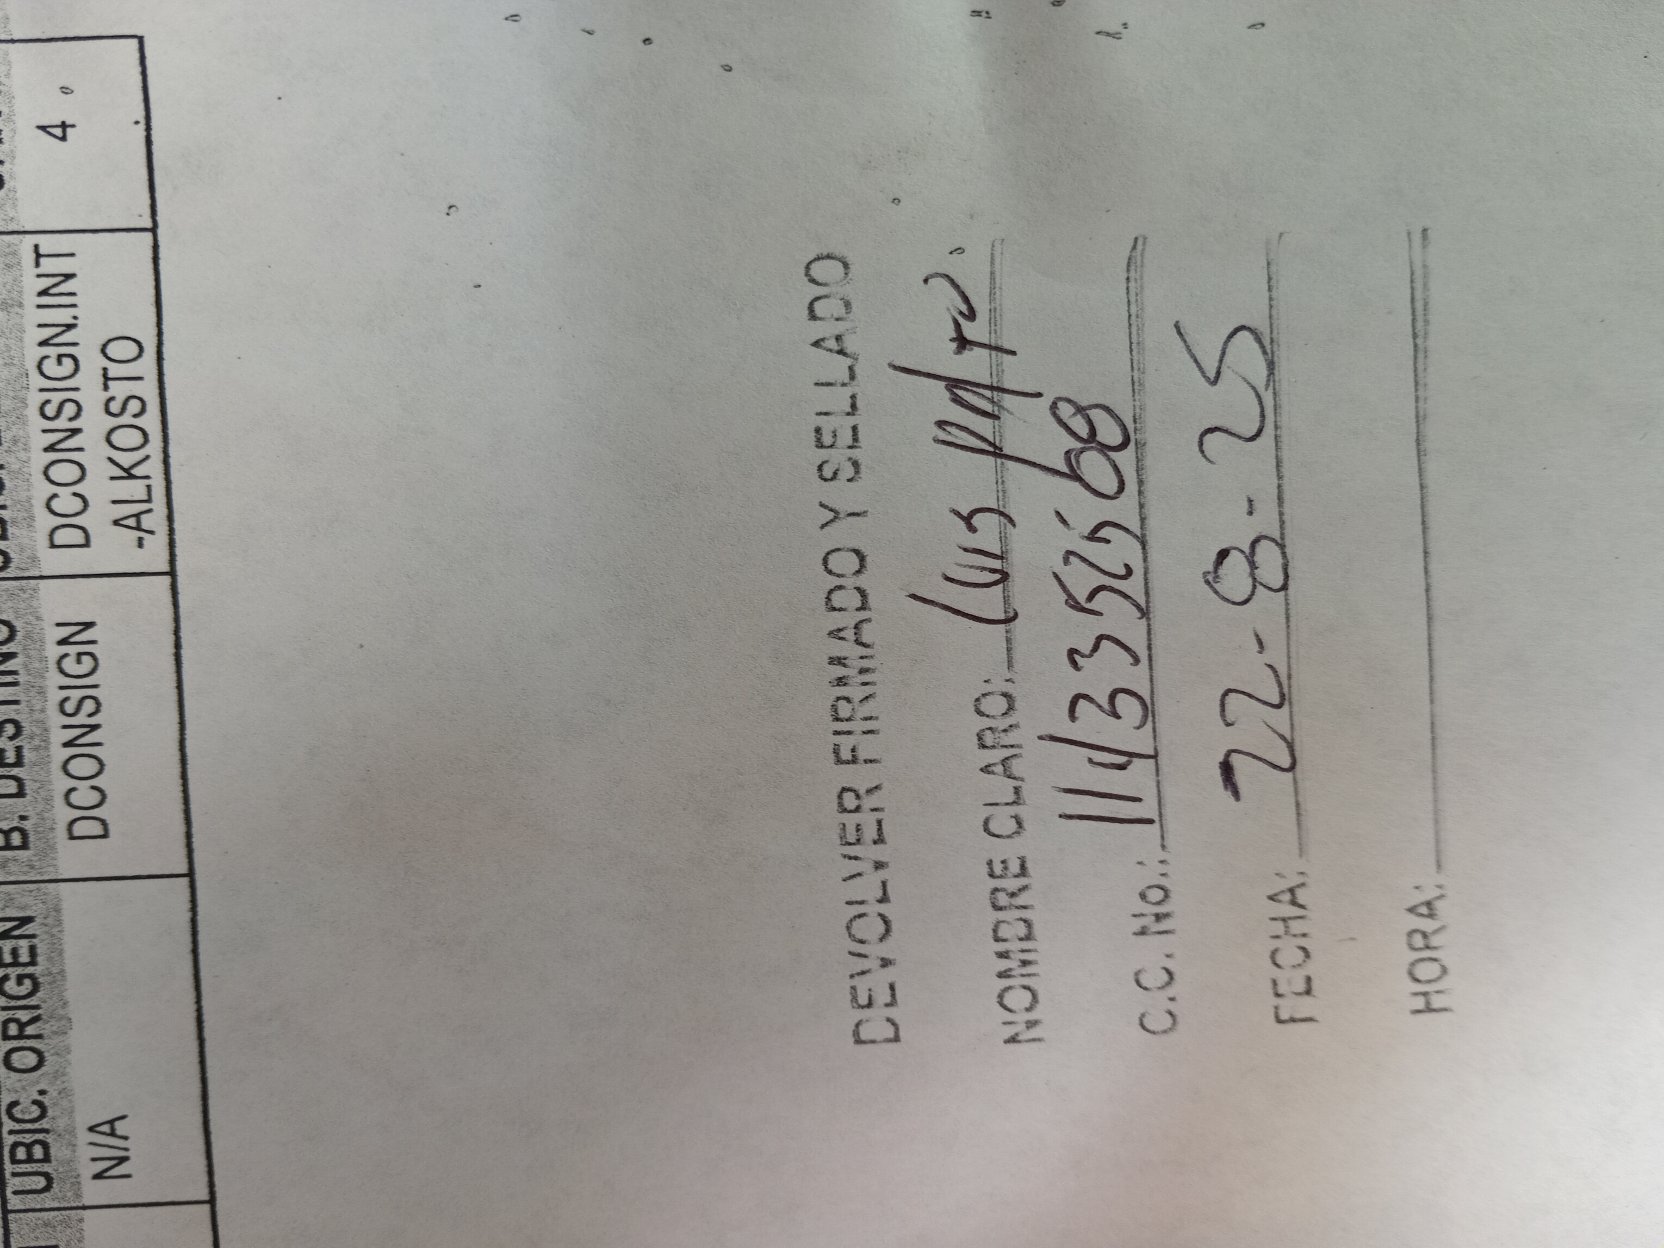 UBIC. ORIGEN B. DESTINO
N/A DCONSIGN DCONSIGN.INT 4
-ALKOSTO
DEVOLVER FIRMADO Y SELLADO
NOMBRE CLARO: Luis
C.C. No.: 1143352568
FECHA: 22-8-25
HORA: